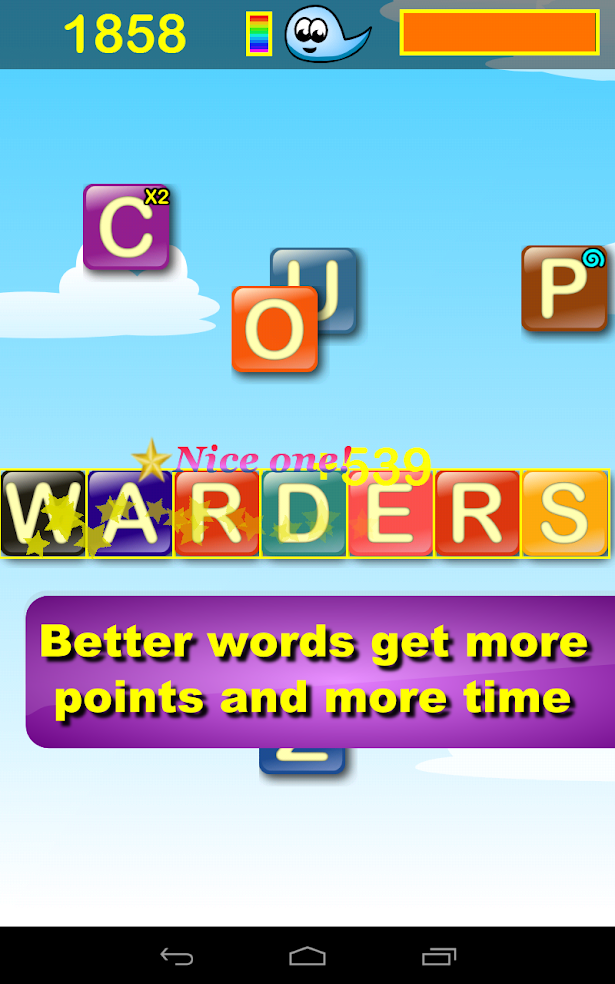 1858
C X2
U
P
O
Nice one!
+539
WARDERS
Better words get more
points and more time